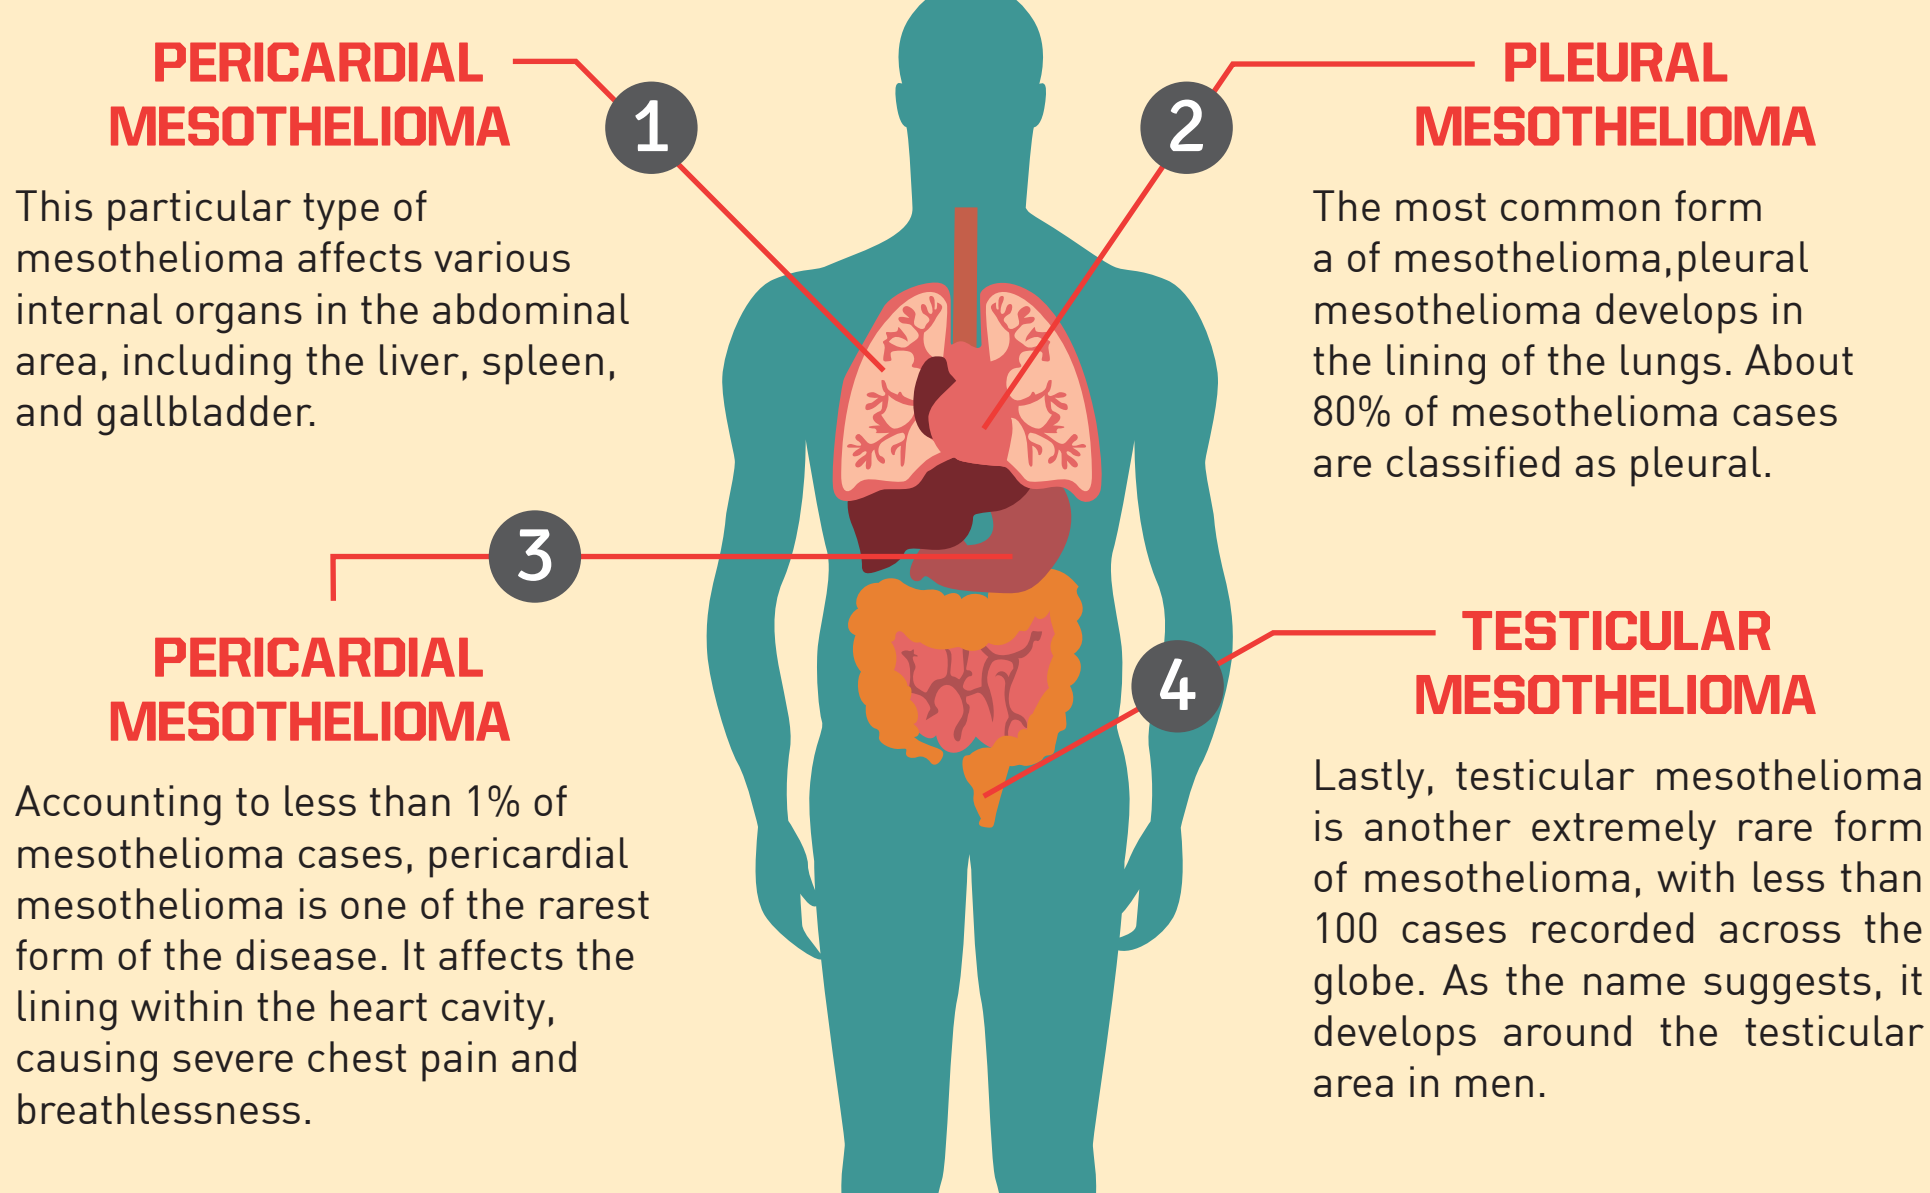 PERICARDIAL
MESOTHELIOMA
1
This particular type of
mesothelioma affects various
internal organs in the abdominal
area, including the liver, spleen,
and gallbladder.
2
PLEURAL
MESOTHELIOMA
The most common form
a of mesothelioma,pleural
mesothelioma develops in
the lining of the lungs. About
80% of mesothelioma cases
are classified as pleural.
3
PERICARDIAL
MESOTHELIOMA
Accounting to less than 1% of
mesothelioma cases, pericardial
mesothelioma is one of the rarest
form of the disease. It affects the
lining within the heart cavity,
causing severe chest pain and
breathlessness.
4
TESTICULAR
MESOTHELIOMA
Lastly, testicular mesothelioma
is another extremely rare form
of mesothelioma, with less than
100 cases recorded across the
globe. As the name suggests, it
develops around the testicular
area in men.